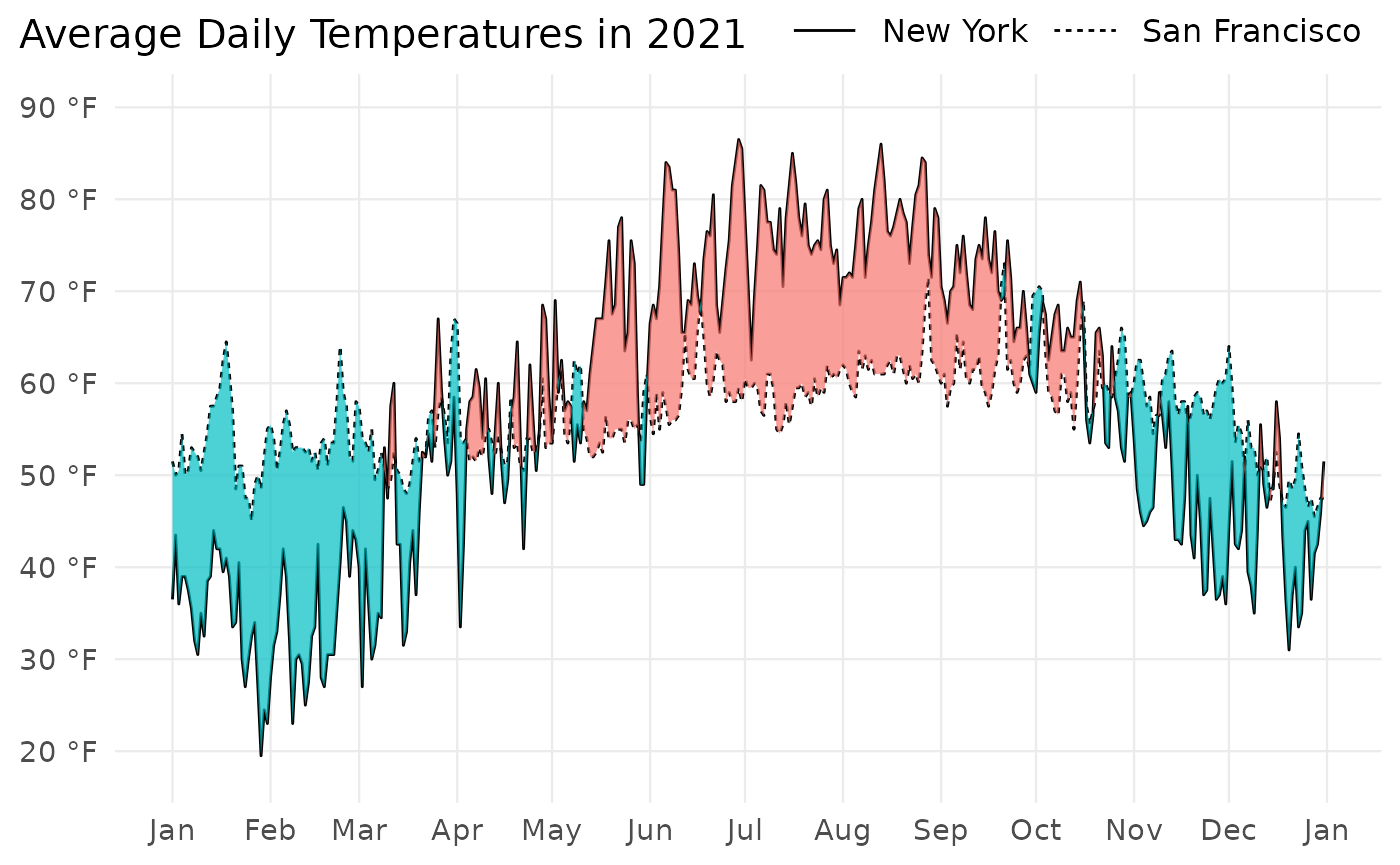 Average Daily Temperatures in 2021
New York
San Francisco
90 °F
80 °F
70 °F
60 °F
50 °F
40 °F
30 °F
20 °F
Jan Feb Mar Apr May Jun Jul Aug Sep Oct Nov Dec Jan